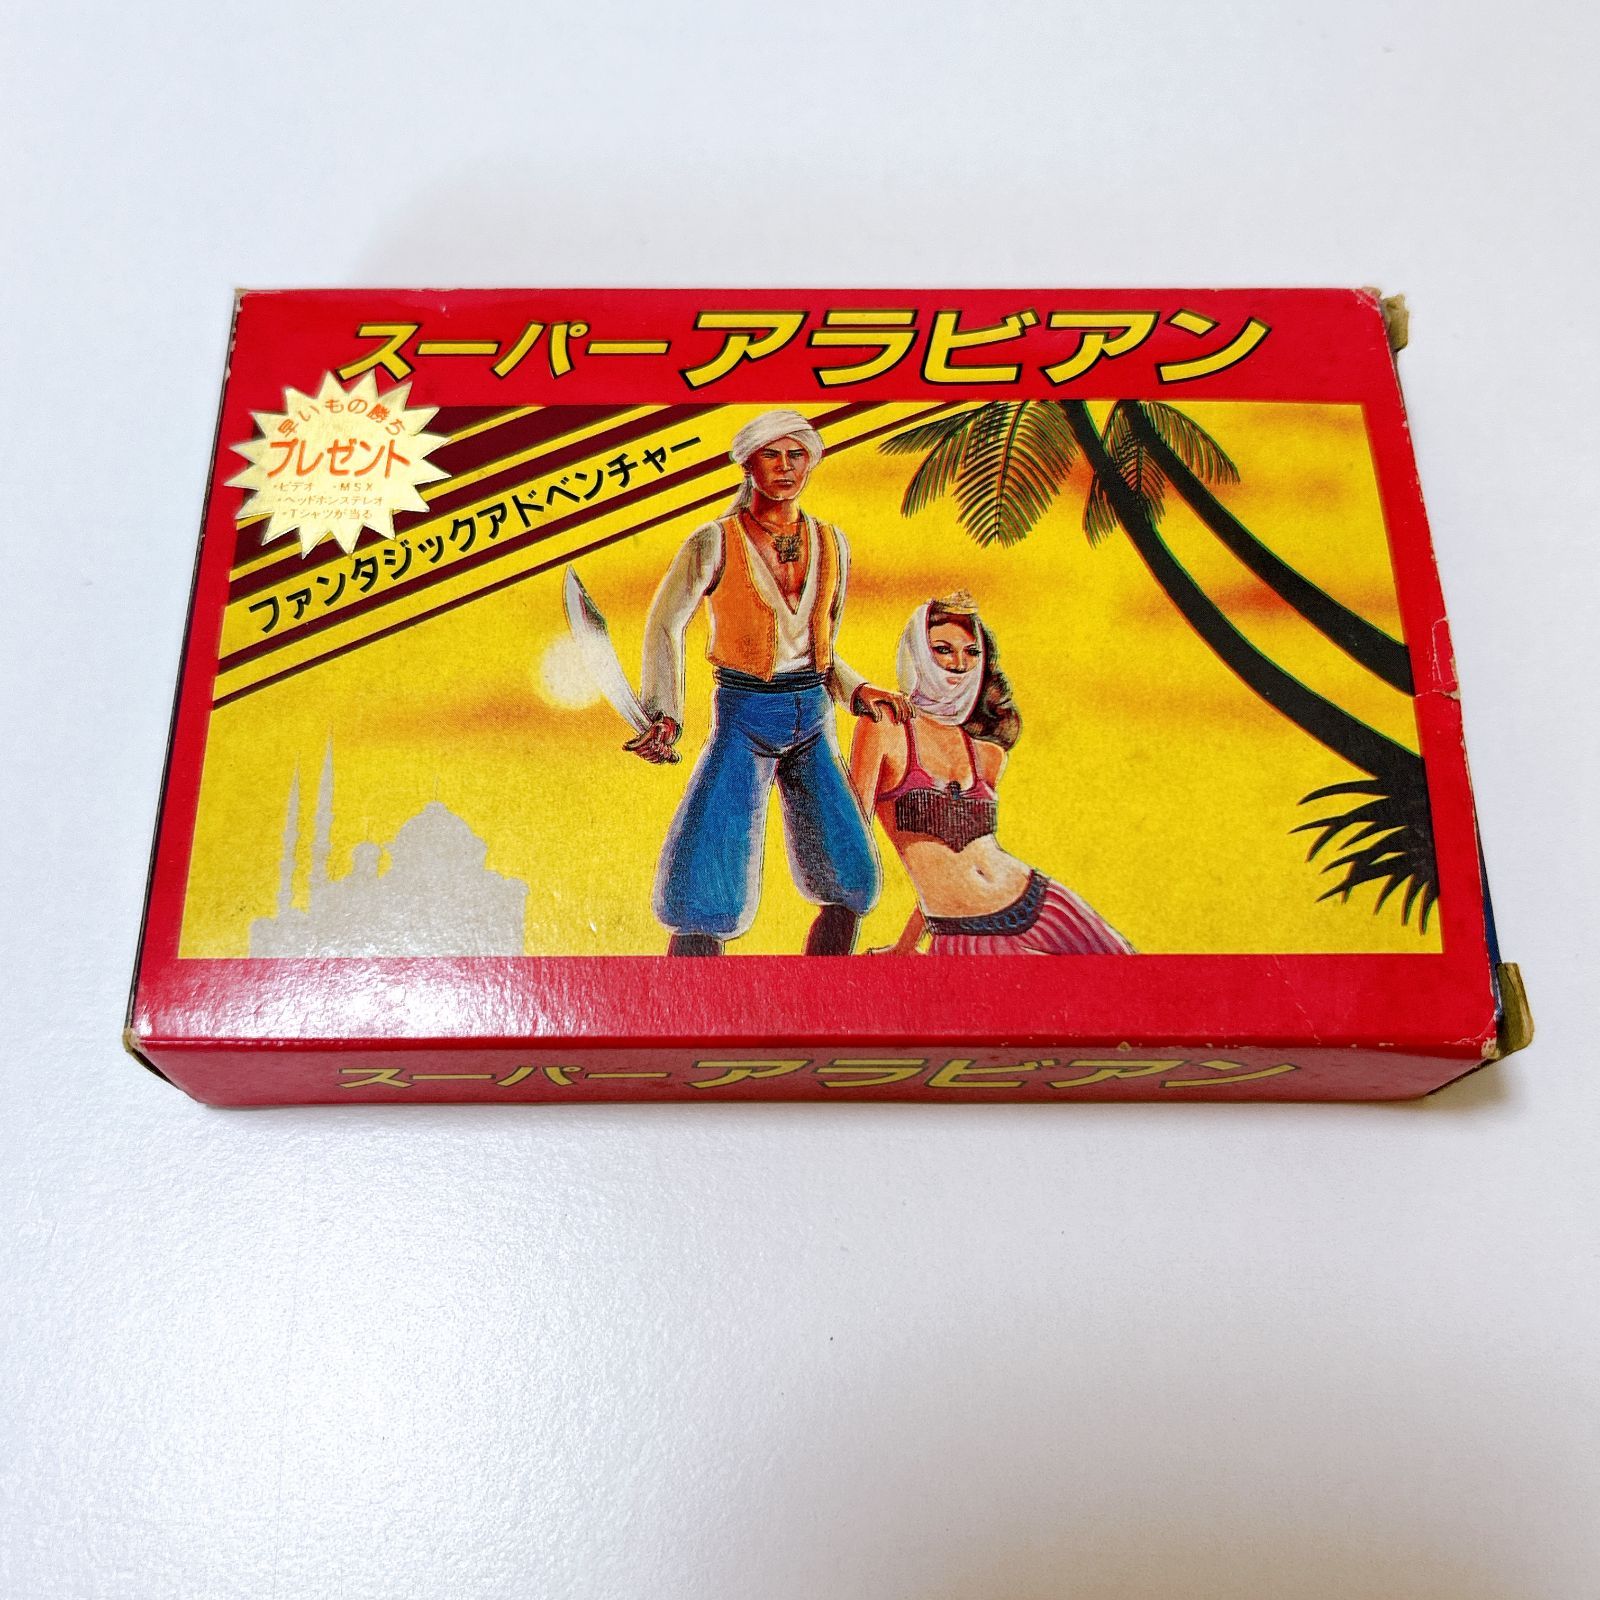 スーパーアラビアン
早いもの勝ち
プレゼント
・ビデオ ・MSX
・ヘッドホンステレオ
・Tシャツが当る
ファンタジックアドベンチャー
スーパーアラビアン